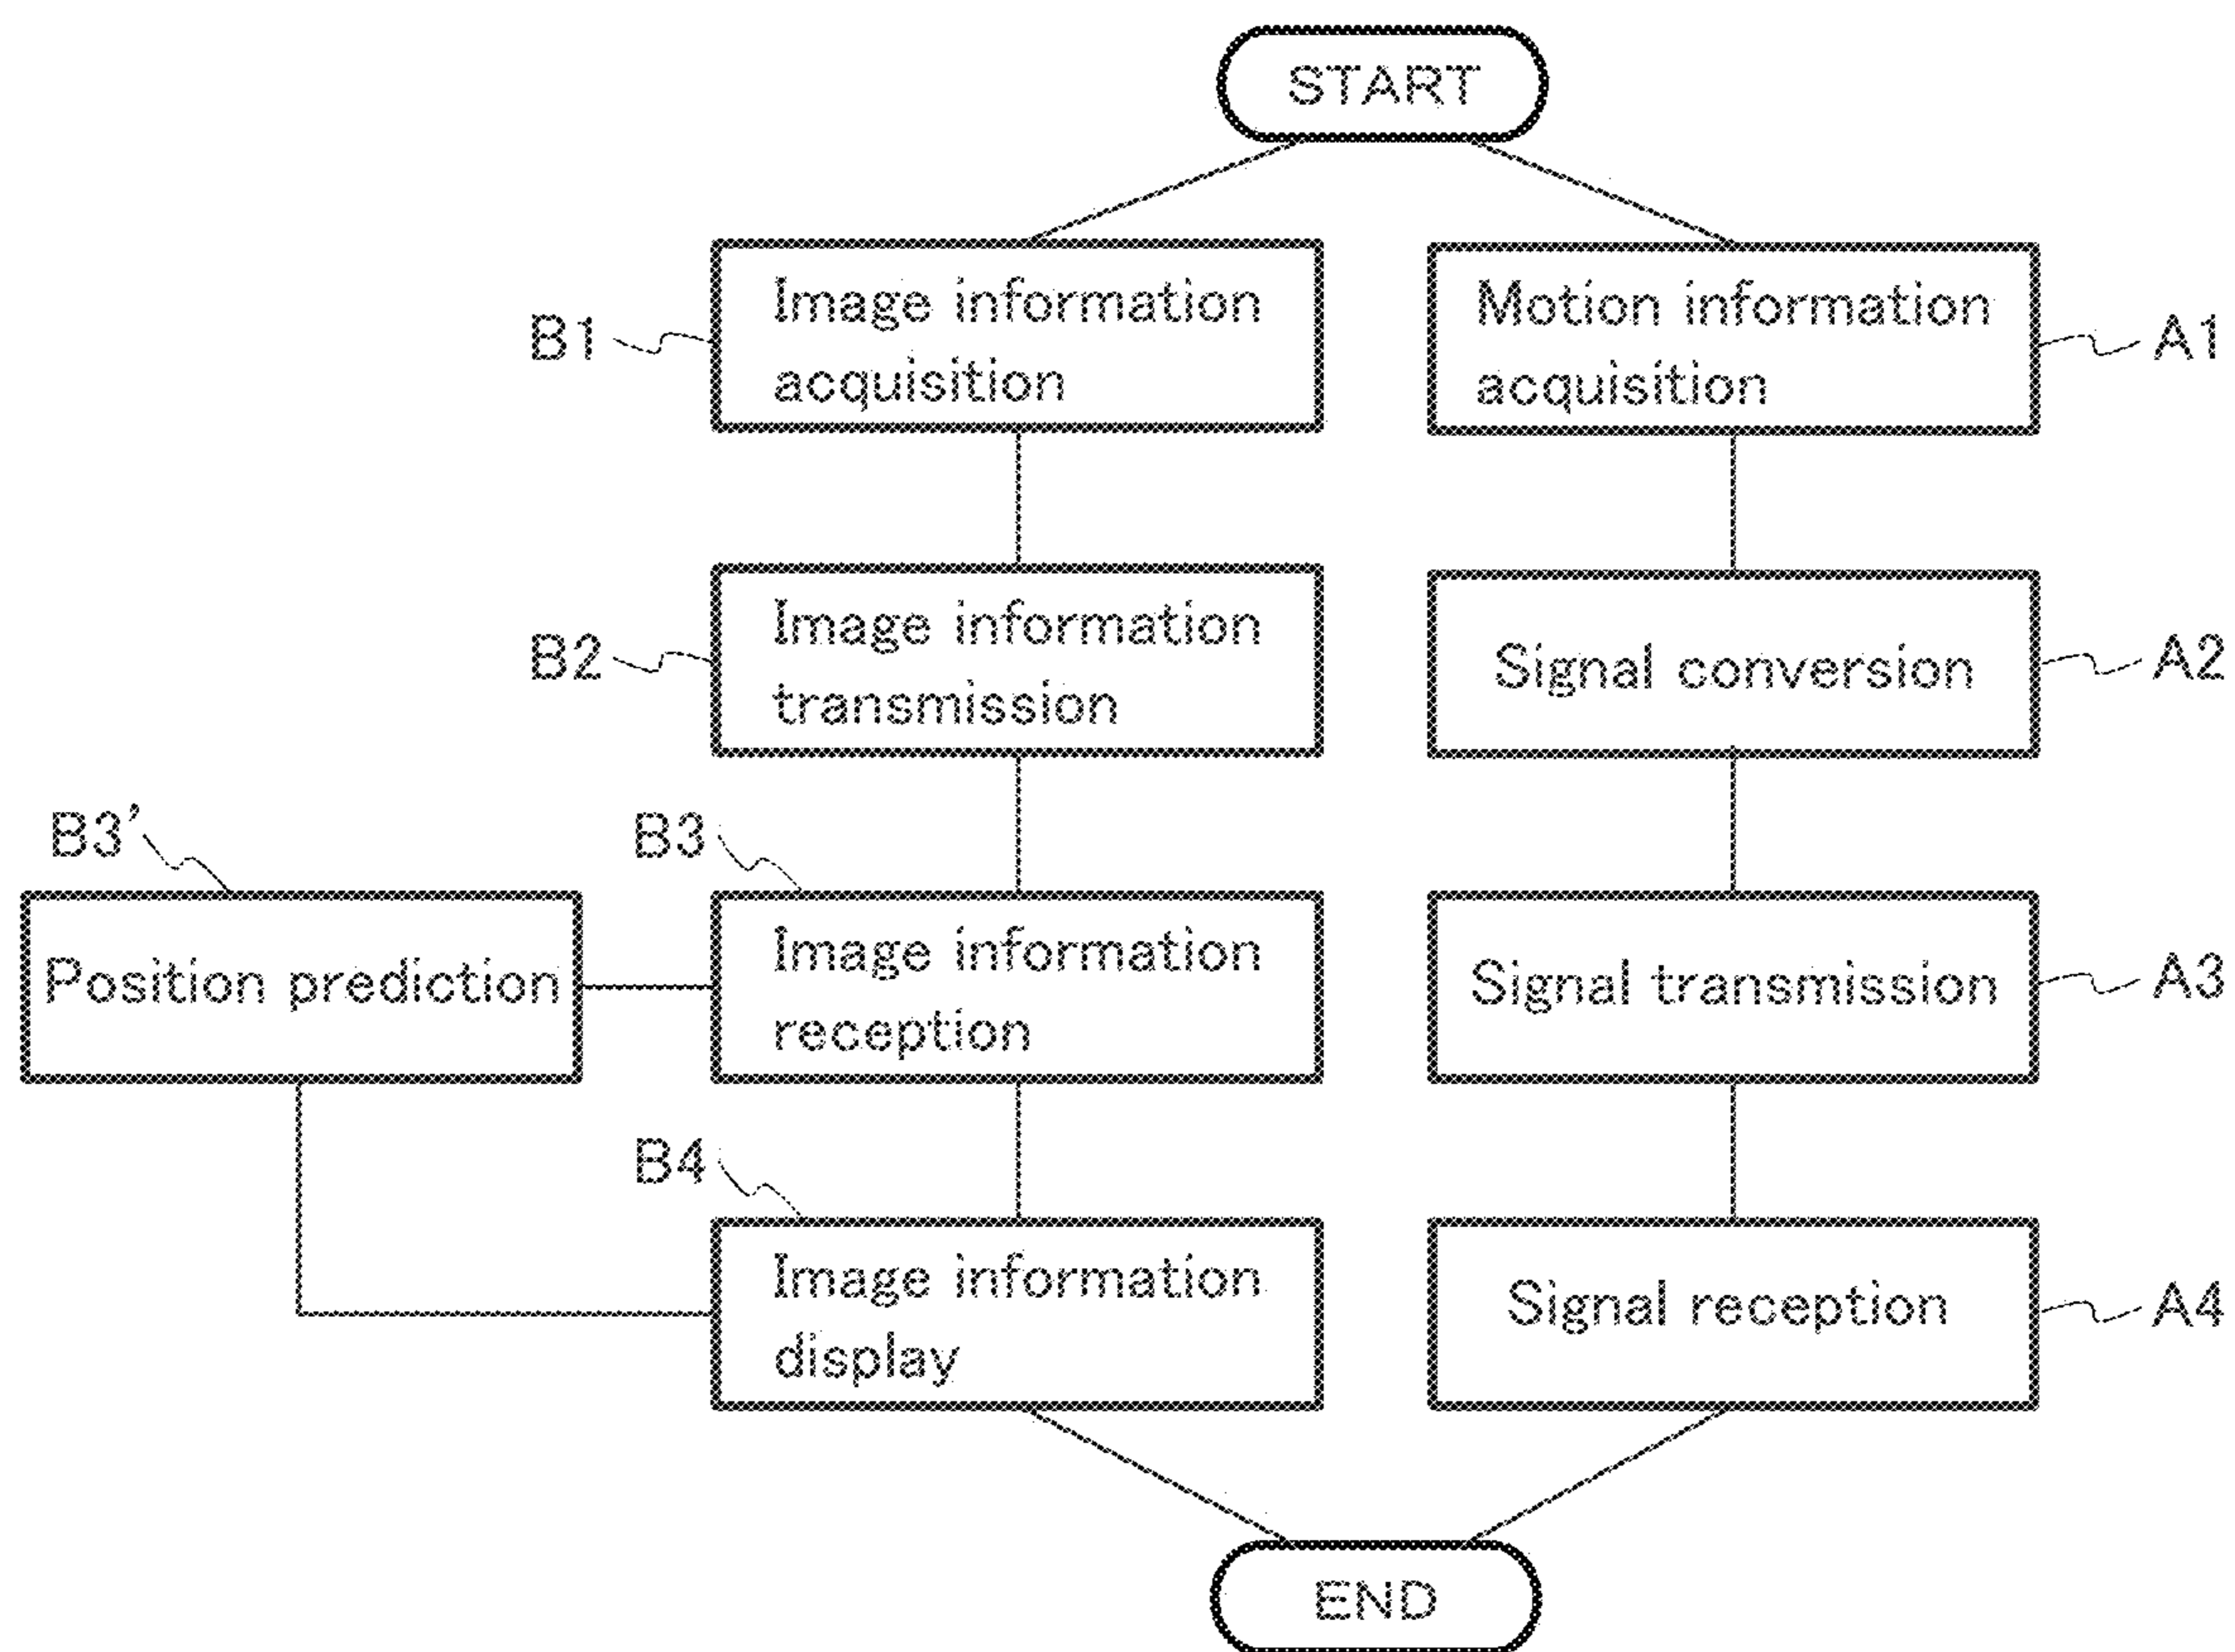 START
B1
Image information
acquisition
Motion information
acquisition
A1
B2
Image information
transmission
Signal conversion
A2
B3'
Position prediction
B3
Image information
reception
Signal transmission
A3
B4
Image information
display
Signal reception
A4
END